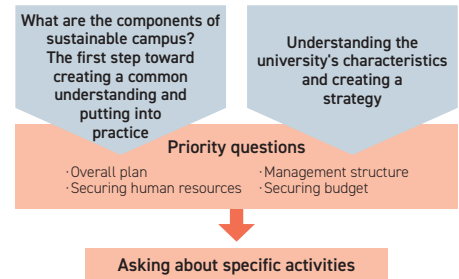 What are the components of
sustainable campus?
The first step toward
creating a common
understanding and
putting into
practice
Understanding the
university's characteristics
and creating a
strategy
Priority questions
·Overall plan
·Securing human resources
·Management structure
·Securing budget
Asking about specific activities